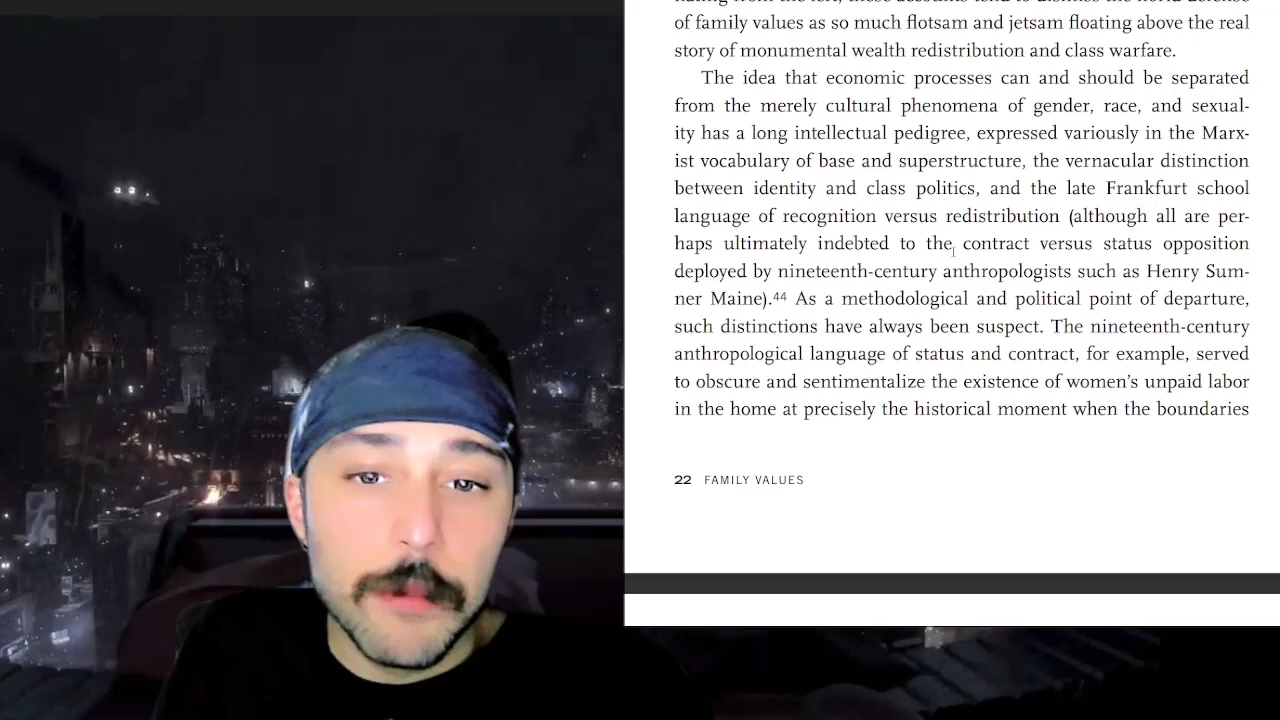 of family values as so much flotsam and jetsam floating above the real
story of monumental wealth redistribution and class warfare.
The idea that economic processes can and should be separated
from the merely cultural phenomena of gender, race, and sexual-
ity has a long intellectual pedigree, expressed variously in the Marx-
ist vocabulary of base and superstructure, the vernacular distinction
between identity and class politics, and the late Frankfurt school
language of recognition versus redistribution (although all are per-
haps ultimately indebted to the contract versus status opposition
deployed by nineteenth-century anthropologists such as Henry Sum-
ner Maine).44 As a methodological and political point of departure,
such distinctions have always been suspect. The nineteenth-century
anthropological language of status and contract, for example, served
to obscure and sentimentalize the existence of women’s unpaid labor
in the home at precisely the historical moment when the boundaries
22 FAMILY VALUES